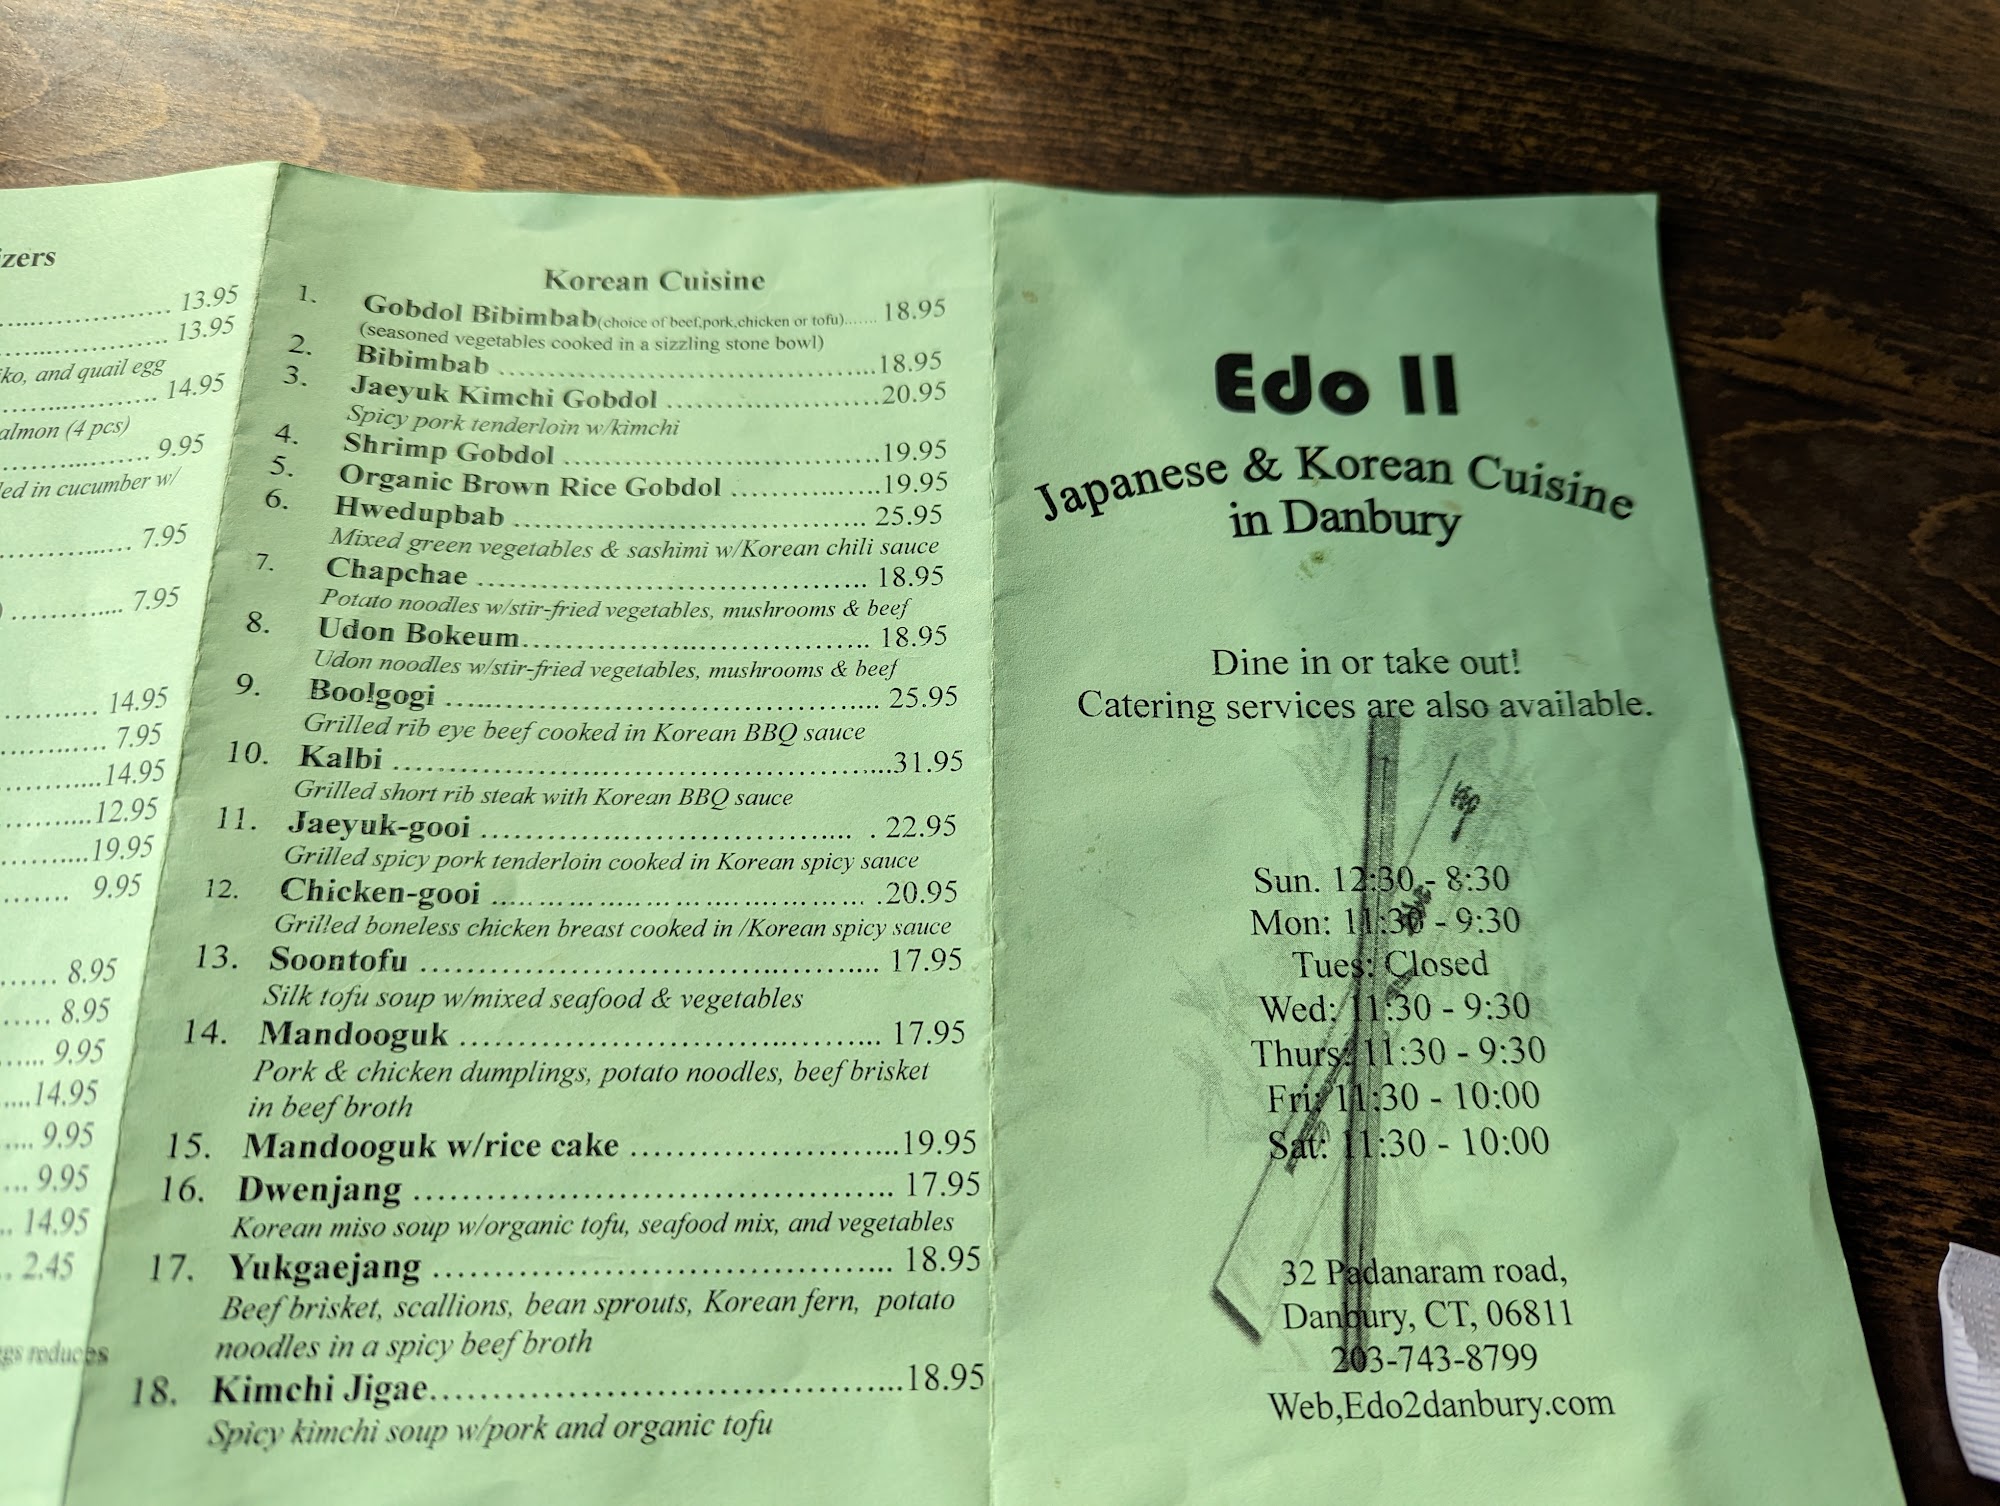 izers
13.95
13.95
iko, and quail egg
14.95
almon (4 pcs)
9.95
led in cucumber w/
7.95
) 7.95
14.95
7.95
14.95
12.95
19.95
9.95
8.95
8.95
9.95
14.95
9.95
9.95
14.95
2.45
ggs reduces
Korean Cuisine
1. Gobdol Bibimbab(choice of beef,pork,chicken or tofu)....... 18.95
(seasoned vegetables cooked in a sizzling stone bowl)
2. Bibimbab ............ 18.95
3. Jaeyuk Kimchi Gobdol ............ 20.95
Spicy pork tenderloin w/kimchi
4. Shrimp Gobdol ............ 19.95
5. Organic Brown Rice Gobdol ............ 19.95
6. Hwedupbab ............ 25.95
Mixed green vegetables & sashimi w/Korean chili sauce
7. Chapchae ............ 18.95
Potato noodles w/stir-fried vegetables, mushrooms & beef
8. Udon Bokeum............ 18.95
Udon noodles w/stir-fried vegetables, mushrooms & beef
9. Boolgogi ............ 25.95
Grilled rib eye beef cooked in Korean BBQ sauce
10. Kalbi ............ 31.95
Grilled short rib steak with Korean BBQ sauce
11. Jaeyuk-gooi ............ 22.95
Grilled spicy pork tenderloin cooked in Korean spicy sauce
12. Chicken-gooi ............ 20.95
Grilled boneless chicken breast cooked in /Korean spicy sauce
13. Soontofu ............ 17.95
Silk tofu soup w/mixed seafood & vegetables
14. Mandooguk ............ 17.95
Pork & chicken dumplings, potato noodles, beef brisket
in beef broth
15. Mandooguk w/rice cake ............ 19.95
16. Dwenjang ............ 17.95
Korean miso soup w/organic tofu, seafood mix, and vegetables
17. Yukgaejang ............ 18.95
Beef brisket, scallions, bean sprouts, Korean fern, potato
noodles in a spicy beef broth
18. Kimchi Jigae............ 18.95
Spicy kimchi soup w/pork and organic tofu
Edo II
Japanese & Korean Cuisine
in Danbury
Dine in or take out!
Catering services are also available.
Sun. 12:30 - 8:30
Mon: 11:30 - 9:30
Tues: Closed
Wed: 11:30 - 9:30
Thurs: 11:30 - 9:30
Fri: 11:30 - 10:00
Sat: 11:30 - 10:00
32 Padanaram road,
Danbury, CT, 06811
203-743-8799
Web,Edo2danbury.com